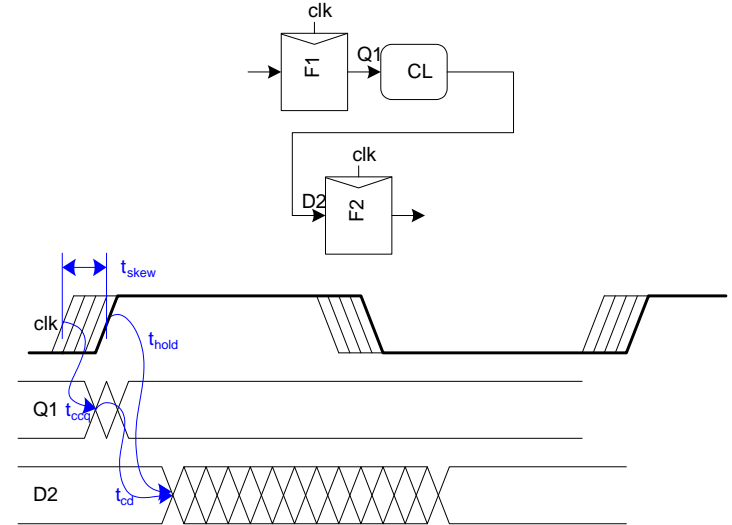 clk
F1
Q1
CL
clk
D2
F2
tskew
clk
thold
Q1
tccq
D2
tcd